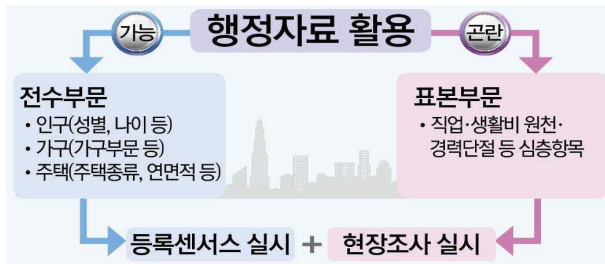 행정자료 활용
가능
곤란
전수부문
· 인구(성별, 나이 등)
· 가구(가구부문 등)
· 주택(주택종류, 연면적 등)
표본부문
· 직업·생활비 원천·
경력단절 등 심층항목
등록센서스 실시 + 현장조사 실시